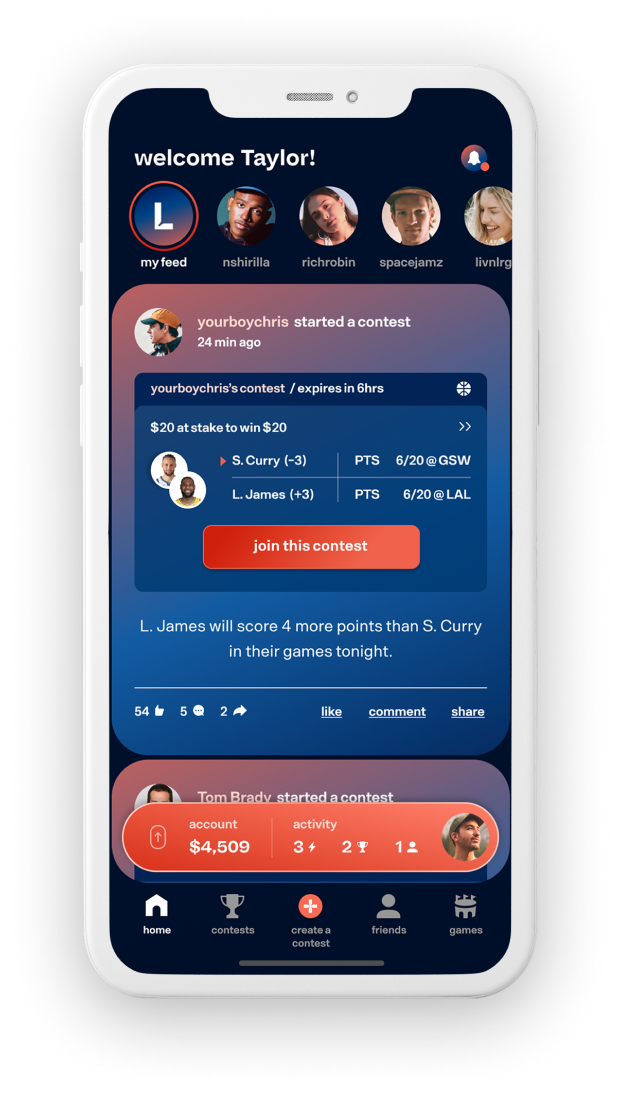 welcome Taylor!
L
my feed
nshirilla
richrobin
spacejamz
livnlrg
yourboychris started a contest
24 min ago
yourboychris's contest / expires in 6hrs
$20 at stake to win $20
S. Curry (-3) PTS 6/20 @ GSW
L. James (+3) PTS 6/20 @ LAL
join this contest
L. James will score 4 more points than S. Curry
in their games tonight.
54 5 2 like comment share
Tom Brady started a contest
account activity
$4,509 3 2 1
home
contests
create a
contest
friends
games